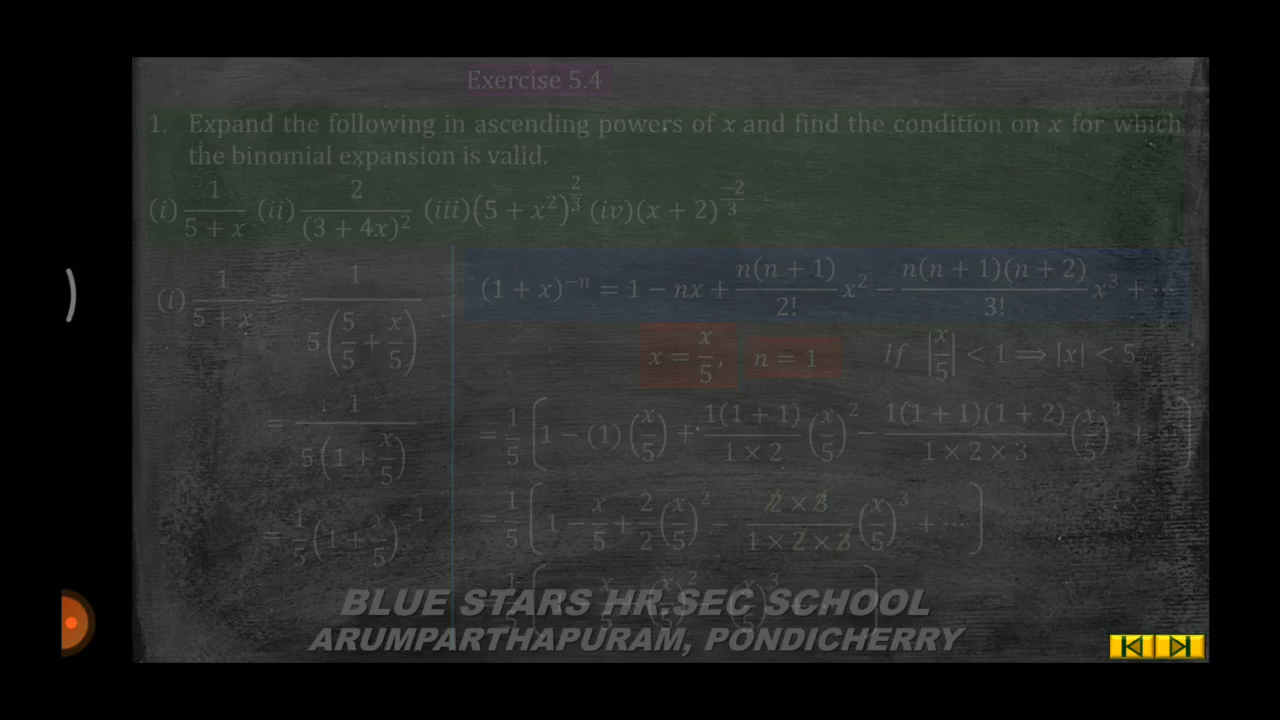 Exercise 5.4
1. Expand the following in ascending powers of x and find the condition on x for which
the binomial expansion is valid.
(i) 1/(5 + x) (ii) 2/(3 + 4x)² (iii)(5 + x²)^(2/3) (iv)(x + 2)^(−2/3)
(i) 1/(5 + x) = 1/(5(5/5 + x/5))
= 1/(5(1 + x/5))
= 1/5(1 + x/5)^(−1)
(1 + x)^(−n) = 1 − nx + n(n + 1)/2! x² − n(n + 1)(n + 2)/3! x³ + ⋯
x = x/5, n = 1 If |x/5| < 1 ⟹ |x| < 5
= 1/5 [1 − (1)(x/5) + 1(1 + 1)/(1 × 2) (x/5)² − 1(1 + 1)(1 + 2)/(1 × 2 × 3) (x/5)³ + ⋯]
= 1/5 [1 − x/5 + 2/2 (x/5)² − (2 × 3)/(1 × 2 × 3) (x/5)³ + ⋯]
BLUE STARS HR.SEC SCHOOL
ARUMPARTHAPURAM, PONDICHERRY